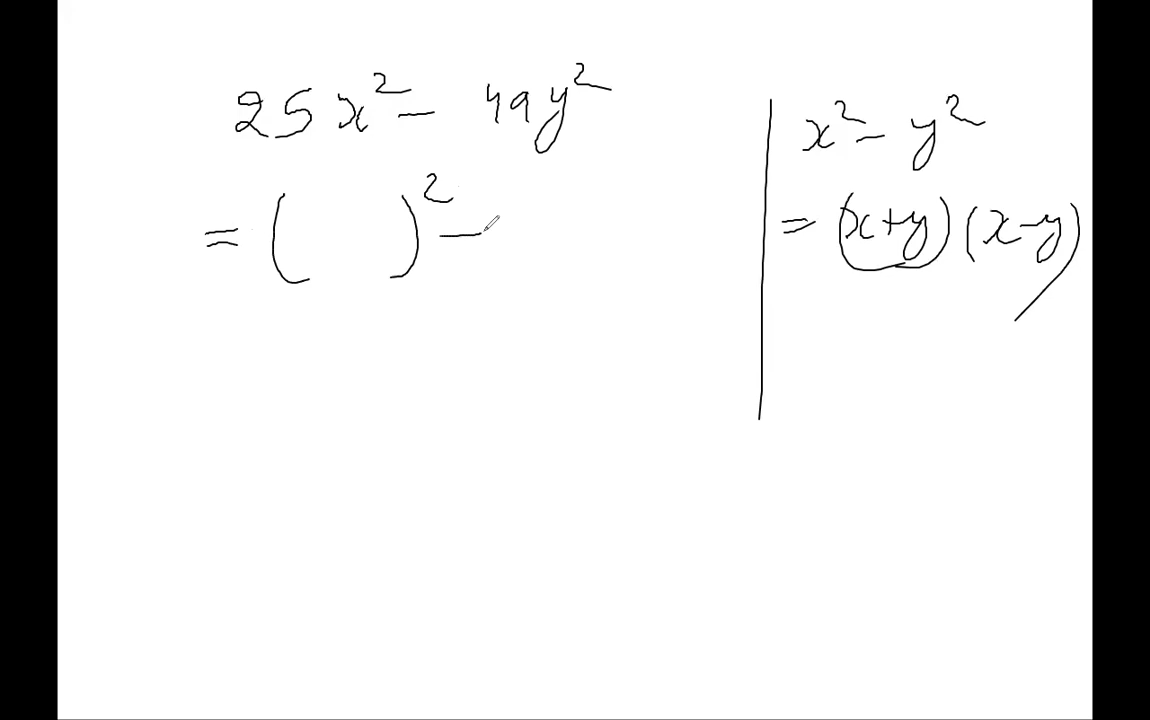 25x² - 49y²
= (    )² -
x² - y²
= (x+y)(x-y)